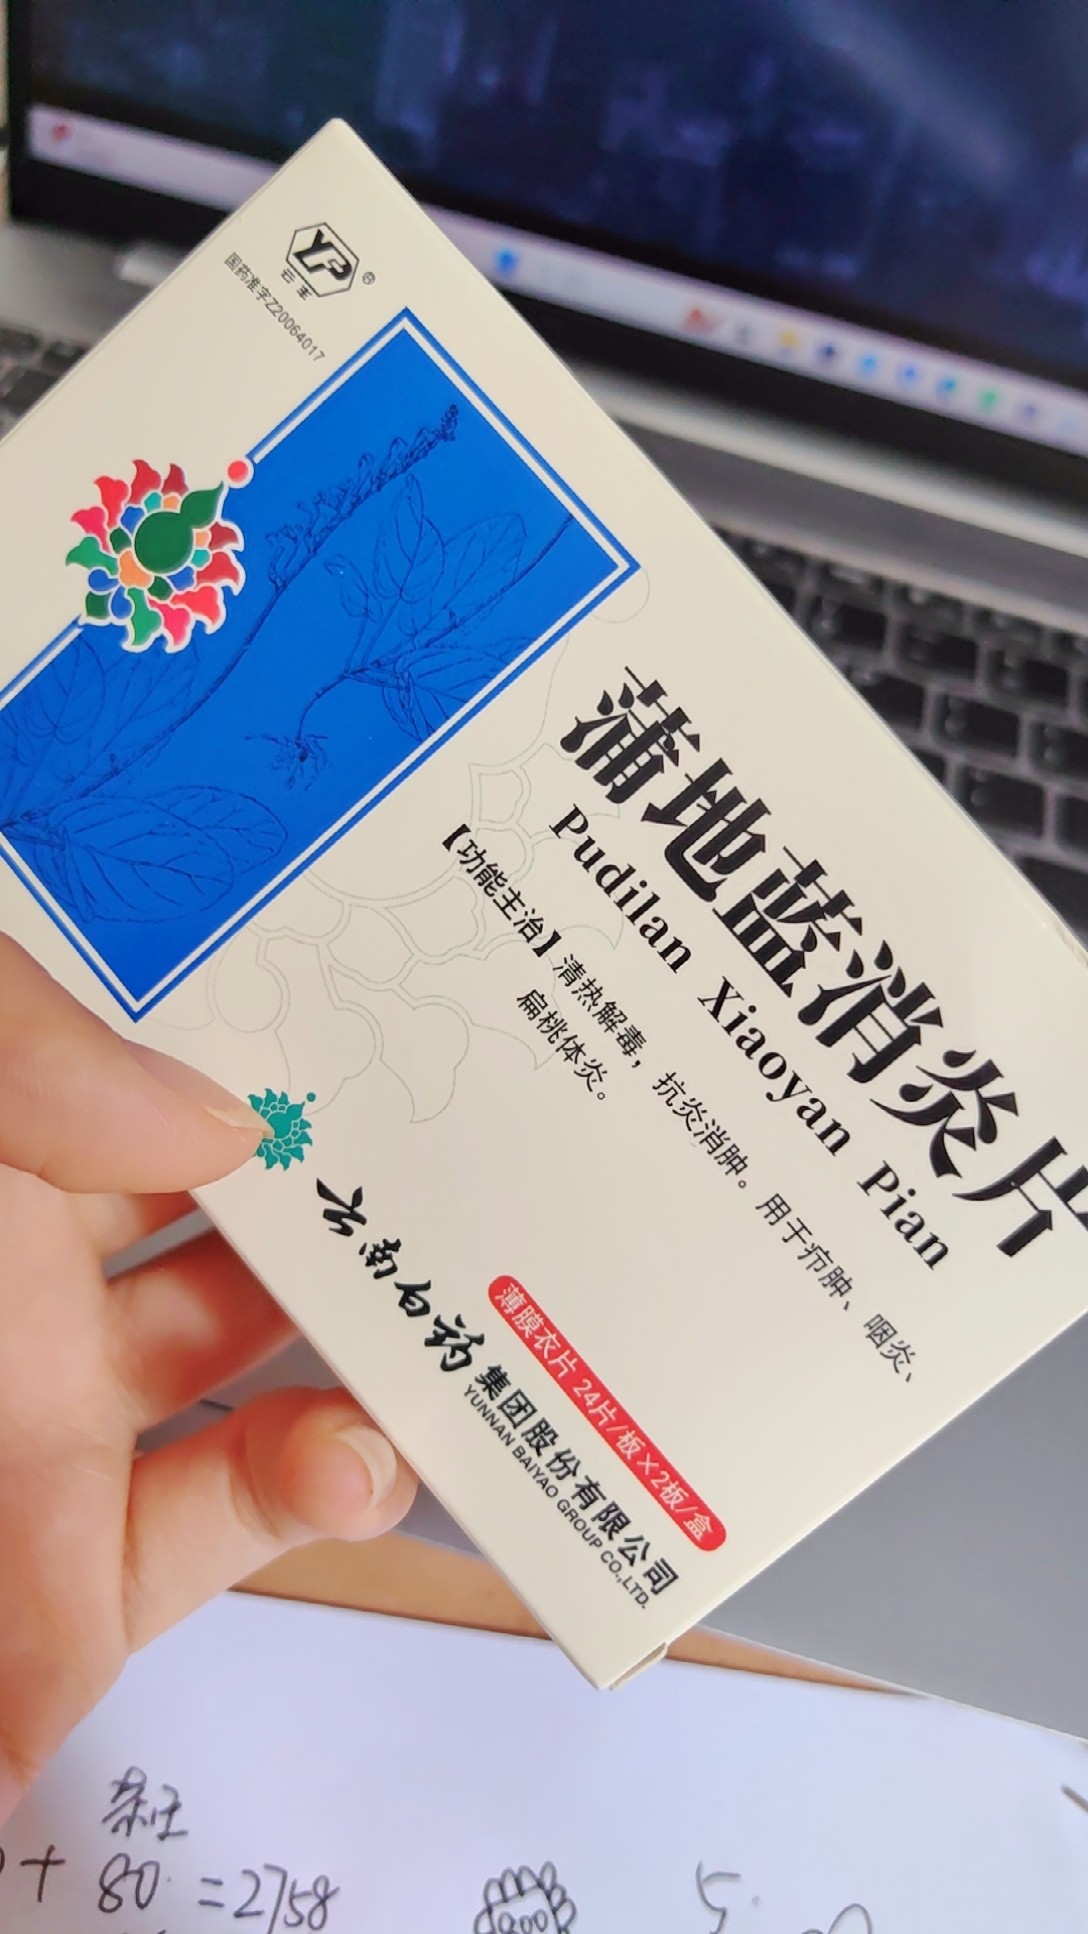 YP
云丰
®
国药准字Z20064017
蒲地蓝消炎片
Pudilan Xiaoyan Pian
【功能主治】清热解毒，抗炎消肿。用于疖肿、咽炎、
扁桃体炎。
薄膜衣片 24片/板×2板/盒
云南白药集团股份有限公司
YUNNAN BAIYAO GROUP CO.,LTD.
+ 80 = 2758
5.